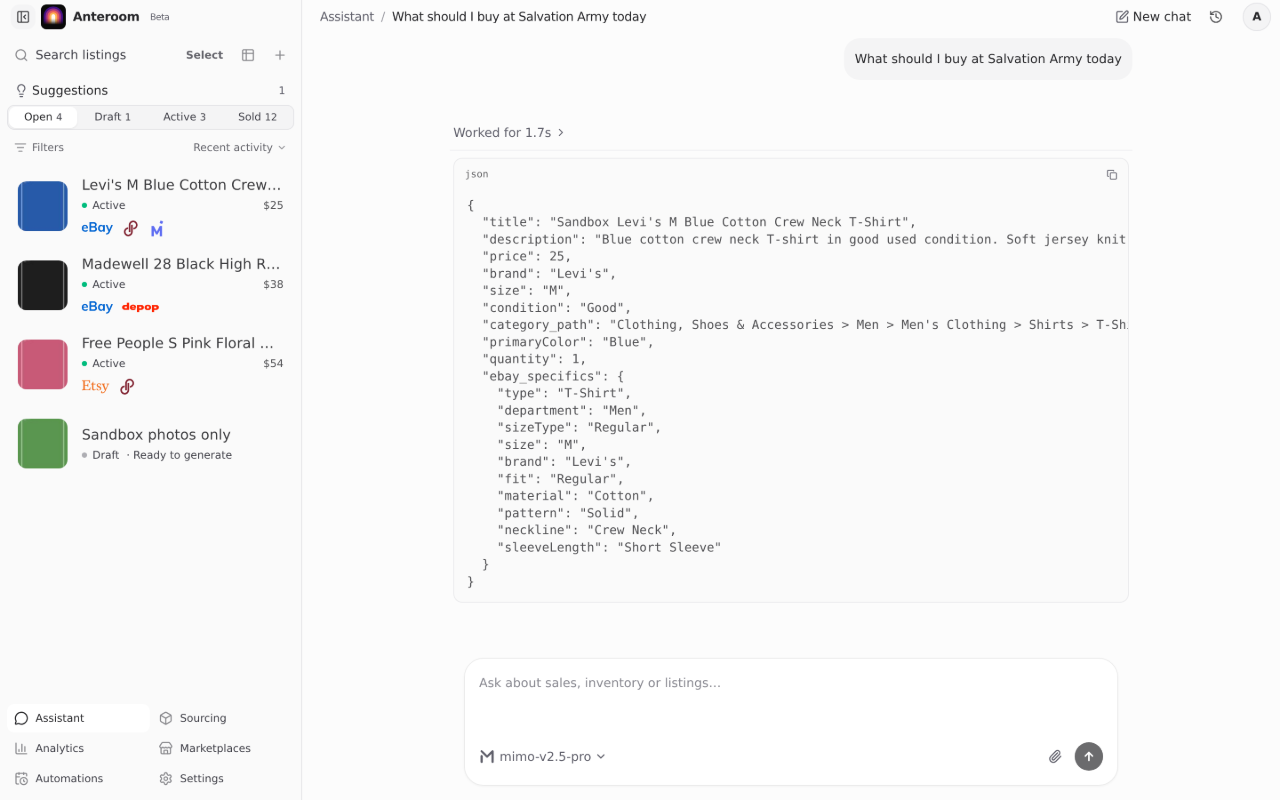 Anteroom Beta
Search listings Select
Suggestions 1
Open 4 Draft 1 Active 3 Sold 12
Filters Recent activity
Levi's M Blue Cotton Crew…
Active $25
eBay
Madewell 28 Black High R…
Active $38
eBay depop
Free People S Pink Floral …
Active $54
Etsy
Sandbox photos only
Draft · Ready to generate
Assistant Sourcing
Analytics Marketplaces
Automations Settings
Assistant / What should I buy at Salvation Army today
New chat A
What should I buy at Salvation Army today
Worked for 1.7s
json
{
"title": "Sandbox Levi's M Blue Cotton Crew Neck T-Shirt",
"description": "Blue cotton crew neck T-shirt in good used condition. Soft jersey knit
"price": 25,
"brand": "Levi's",
"size": "M",
"condition": "Good",
"category_path": "Clothing, Shoes & Accessories > Men > Men's Clothing > Shirts > T-Sh
"primaryColor": "Blue",
"quantity": 1,
"ebay_specifics": {
"type": "T-Shirt",
"department": "Men",
"sizeType": "Regular",
"size": "M",
"brand": "Levi's",
"fit": "Regular",
"material": "Cotton",
"pattern": "Solid",
"neckline": "Crew Neck",
"sleeveLength": "Short Sleeve"
}
}
Ask about sales, inventory or listings…
mimo-v2.5-pro